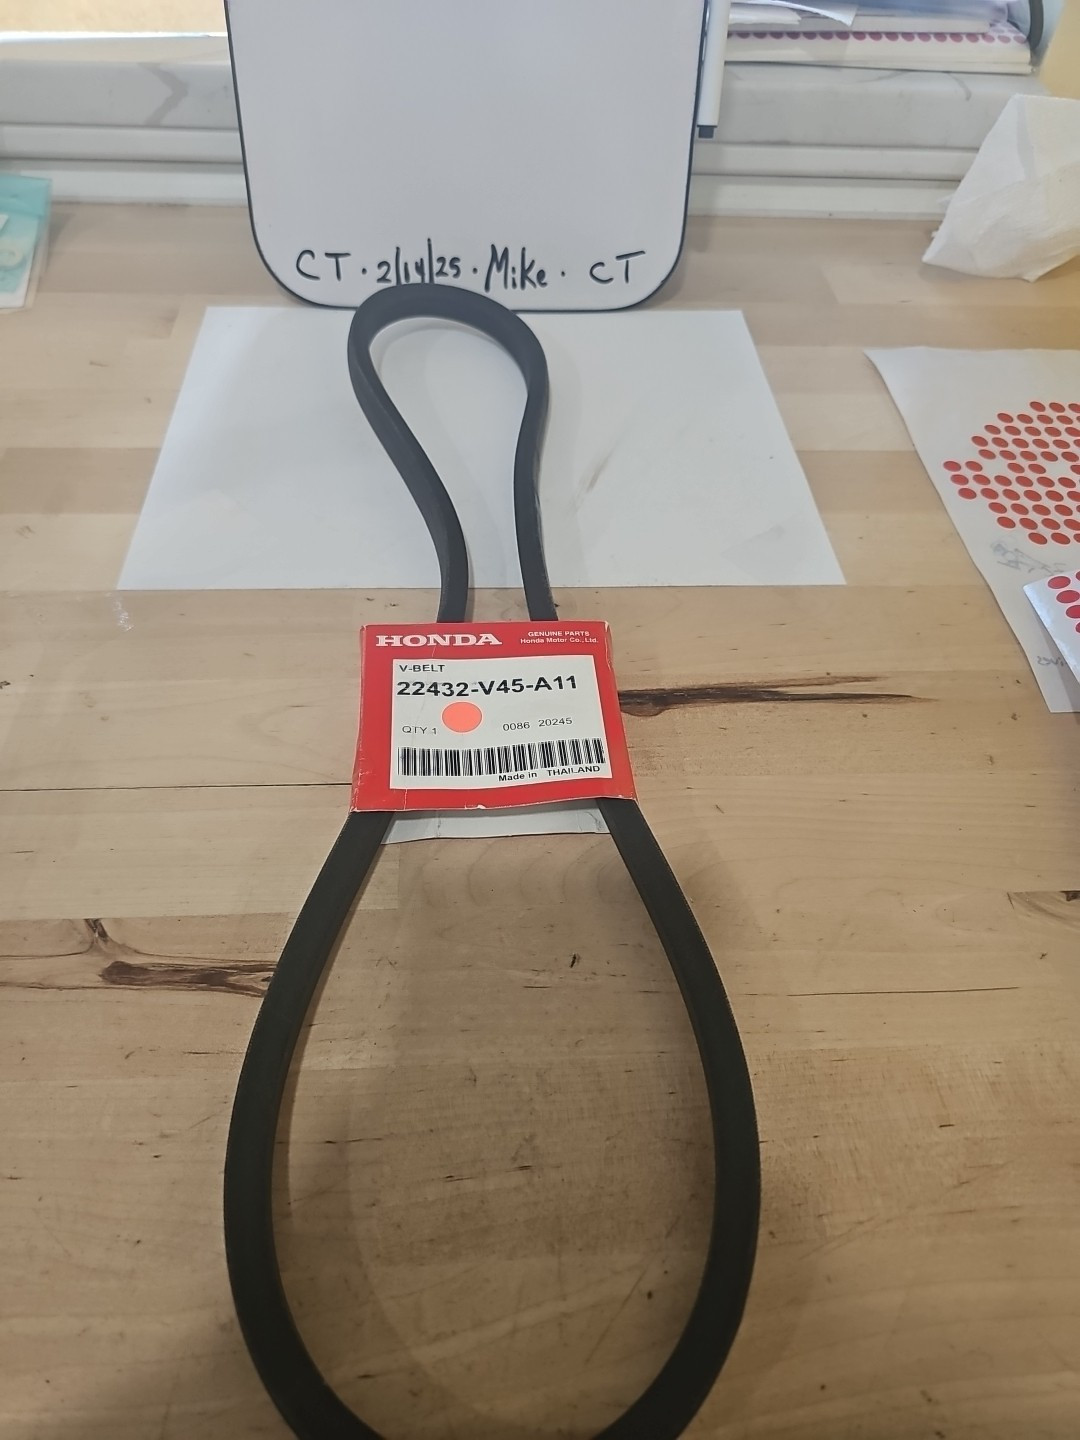 CT. 2/14/25. Mike. CT
HONDA
GENUINE PARTS
Honda Motor Co., Ltd.
V-BELT
22432-V45-A11
QTY 1
0086 20245
Made in THAILAND